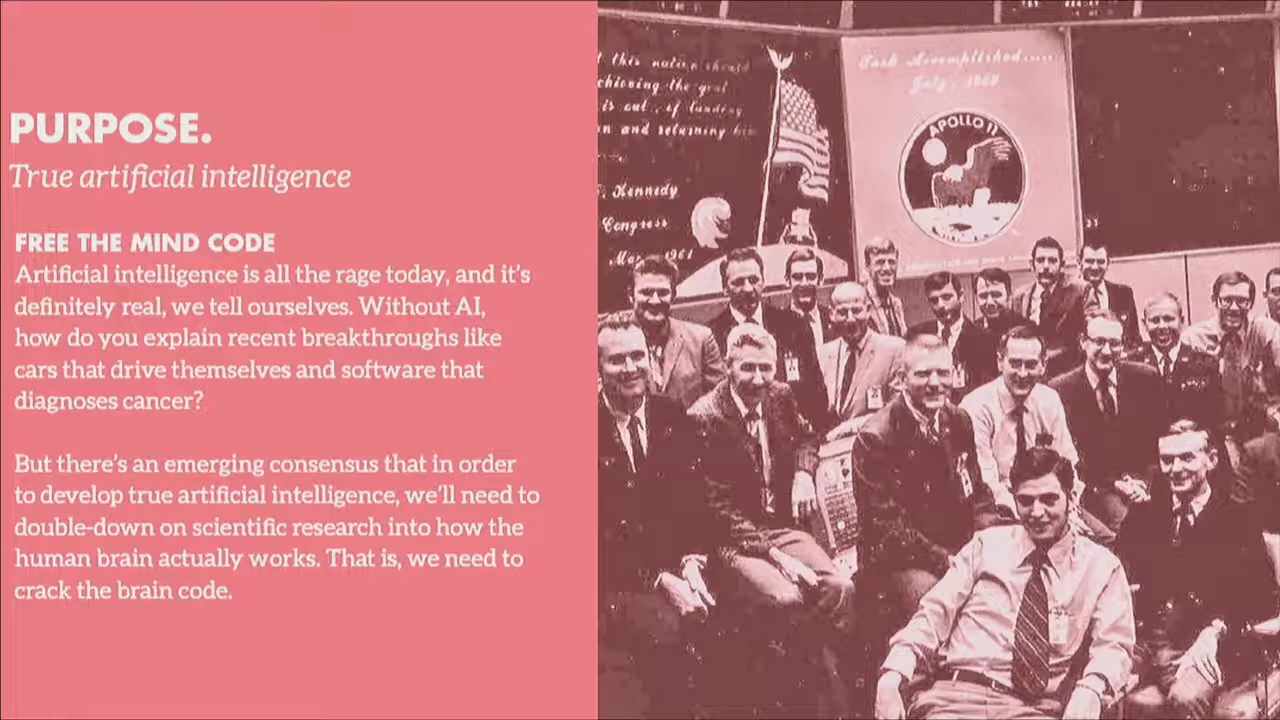 PURPOSE.
True artificial intelligence
FREE THE MIND CODE
Artificial intelligence is all the rage today, and it's
definitely real, we tell ourselves. Without AI,
how do you explain recent breakthroughs like
cars that drive themselves and software that
diagnoses cancer?
But there's an emerging consensus that in order
to develop true artificial intelligence, we'll need to
double-down on scientific research into how the
human brain actually works. That is, we need to
crack the brain code.
this nation should
chieving the goal
is out, of landing
and returning
Kennedy
Congress
1961
Task Accomplished.....
July, 1969
APOLLO 11